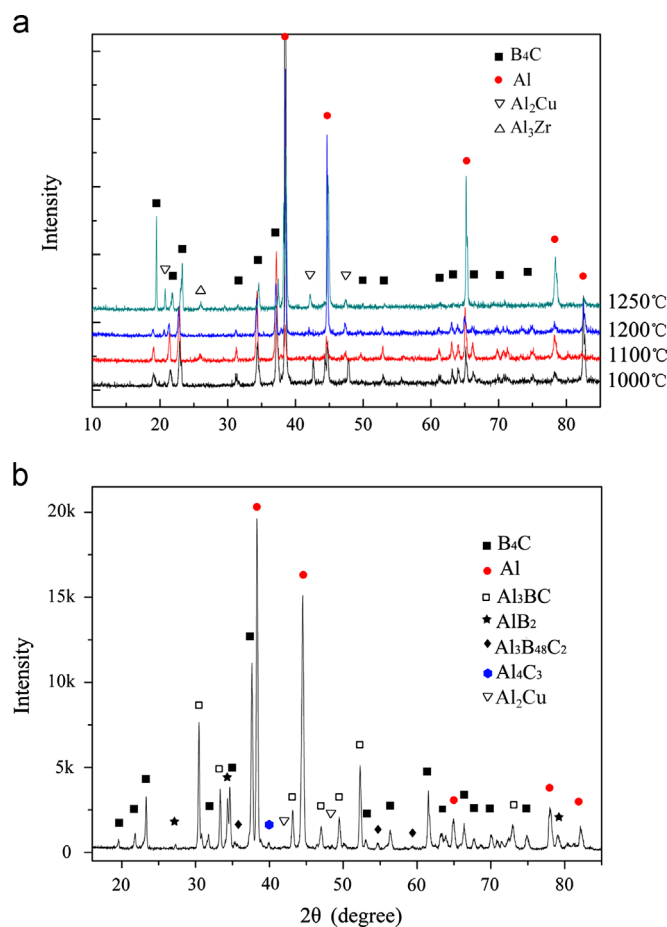 a
B₄C
Al
Al₂Cu
Al₃Zr
Intensity
1250℃
1200℃
1100℃
1000℃
10 20 30 40 50 60 70 80
b
20k
15k
10k
5k
0
B₄C
Al
Al₃BC
AlB₂
Al₃B₄₈C₂
Al₄C₃
Al₂Cu
Intensity
20 30 40 50 60 70 80
2θ (degree)